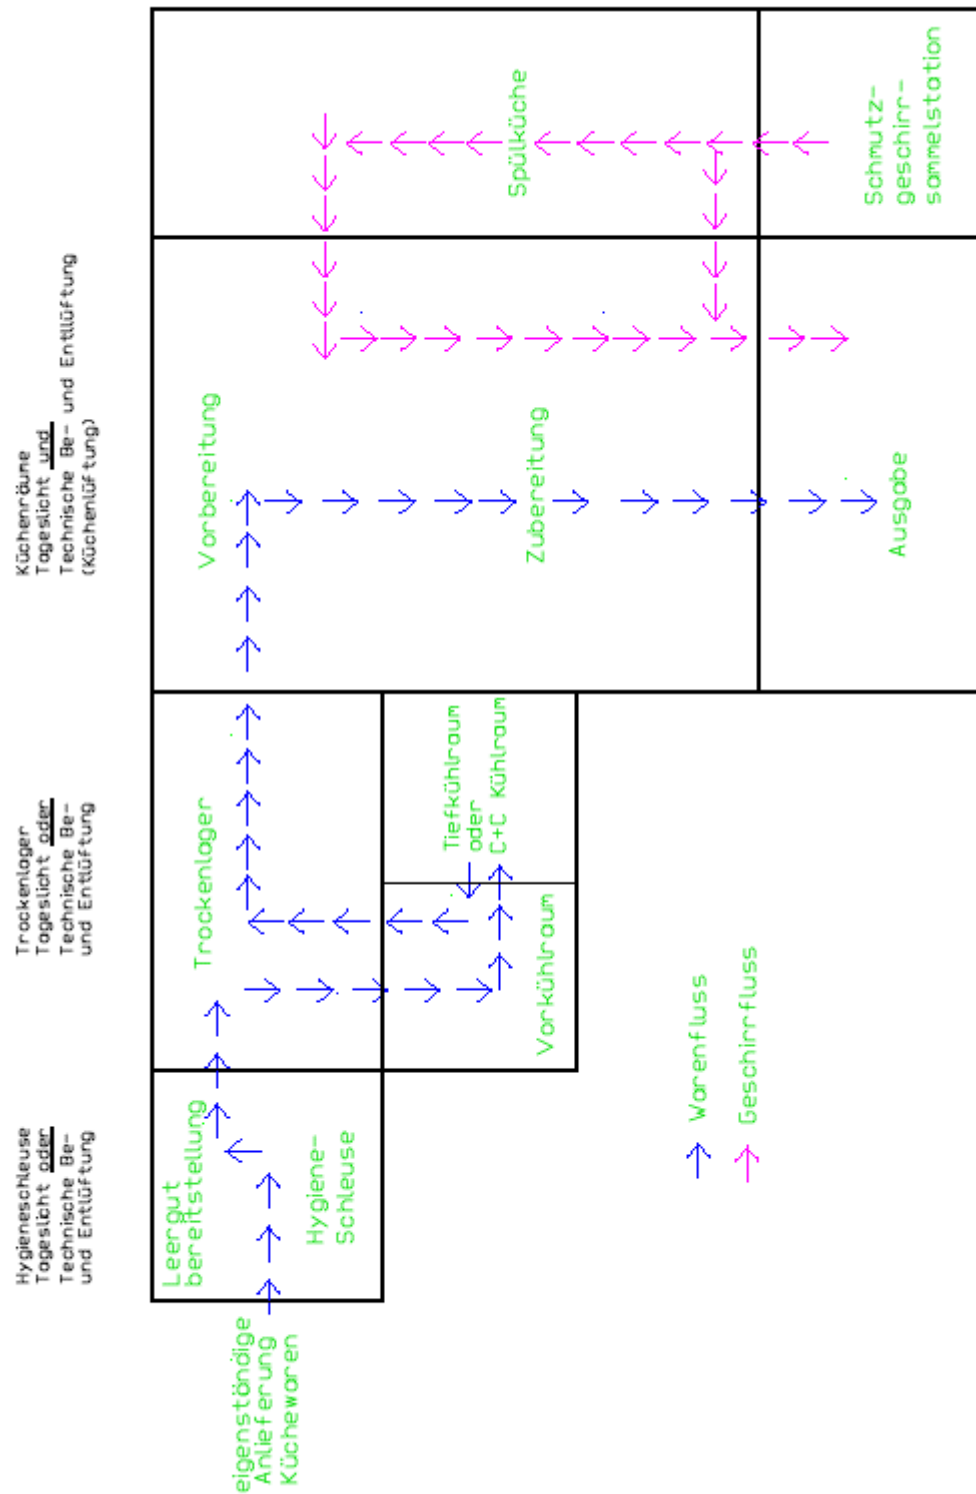 Hygieneschleuse
Tageslicht oder
Technische Be-
und Entlüftung
Trockenlager
Tageslicht oder
Technische Be-
und Entlüftung
Küchenräune
Tageslicht und
Technische Be- und Entlüftung
(Küchenlüftung)
eigenständige
Anlieferung
Küchewaren
Leergut
bereitstellung
Hygiene-
Schleuse
Trockenlager
Vorkühlraum
Tiefkühlraum
oder
C+C Kühlraum
Vorbereitung
Zubereitung
Ausgabe
Spülküche
Schmutz-
geschirr-
sammelstation
Warenfluss
Geschirrfluss